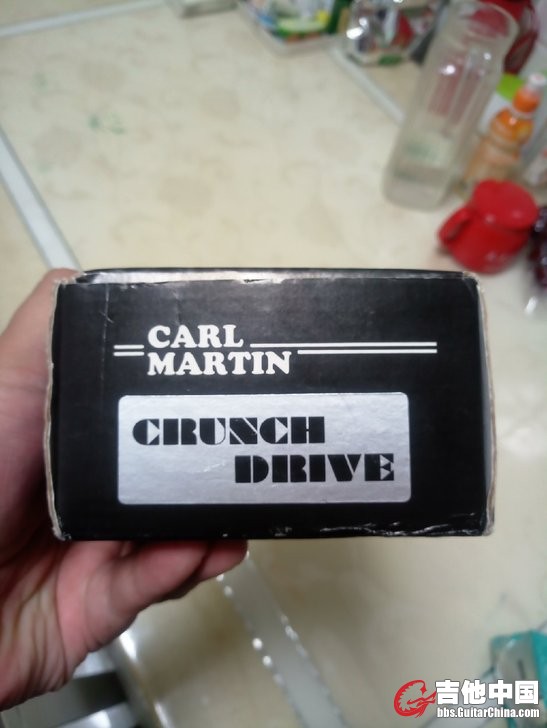 CARL
MARTIN
CRUNCH
DRIVE
吉他中国
bbs.GuitarChina.com